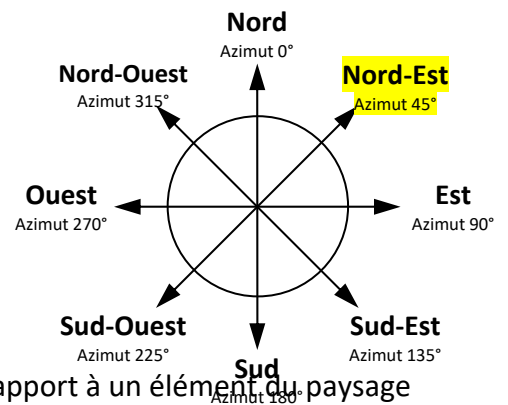 Nord
Azimut 0°
Nord-Ouest
Azimut 315°
Nord-Est
Azimut 45°
Ouest
Azimut 270°
Est
Azimut 90°
Sud-Ouest
Azimut 225°
Sud-Est
Azimut 135°
Sud
Azimut 180°
apport à un élément du paysage